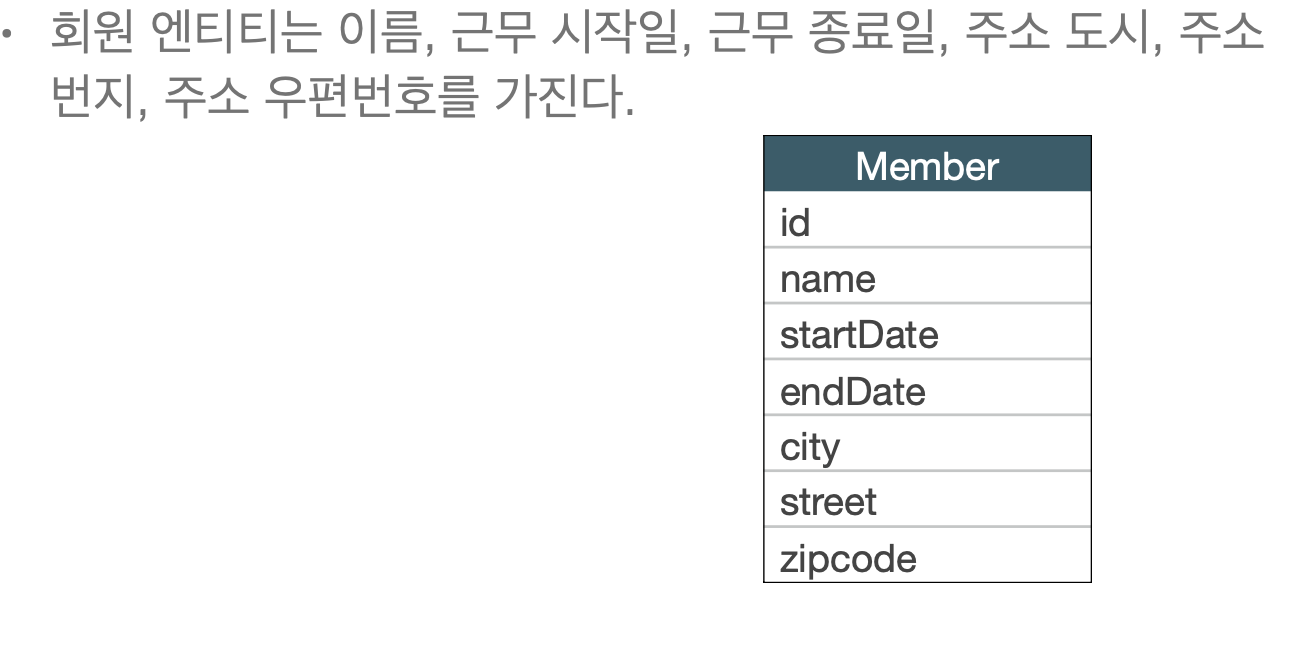 • 회원 엔티티는 이름, 근무 시작일, 근무 종료일, 주소 도시, 주소
번지, 주소 우편번호를 가진다.
Member
id
name
startDate
endDate
city
street
zipcode